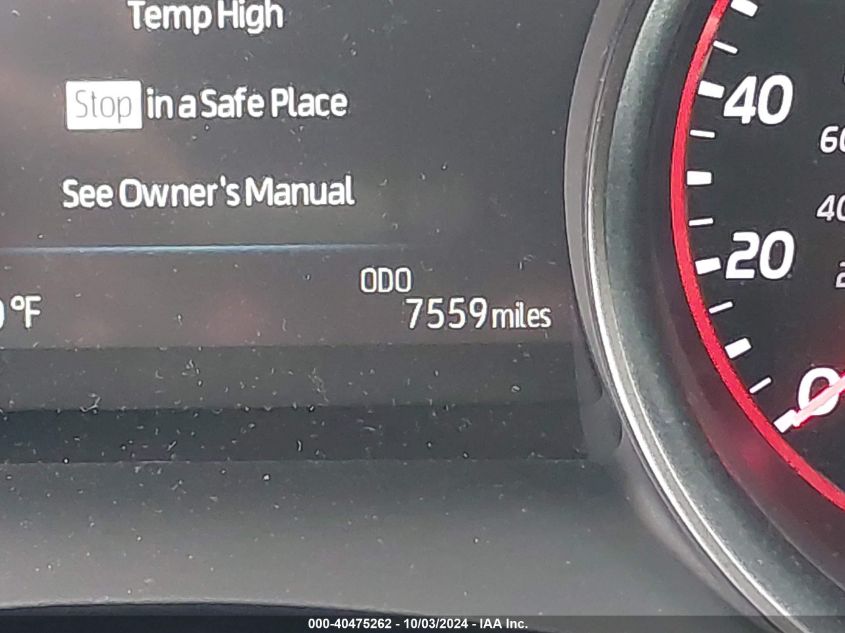 Temp High
Stop in a Safe Place
See Owner's Manual
°F
ODO
7559 miles
40
20
0
000-40475262 - 10/03/2024 - IAA Inc.